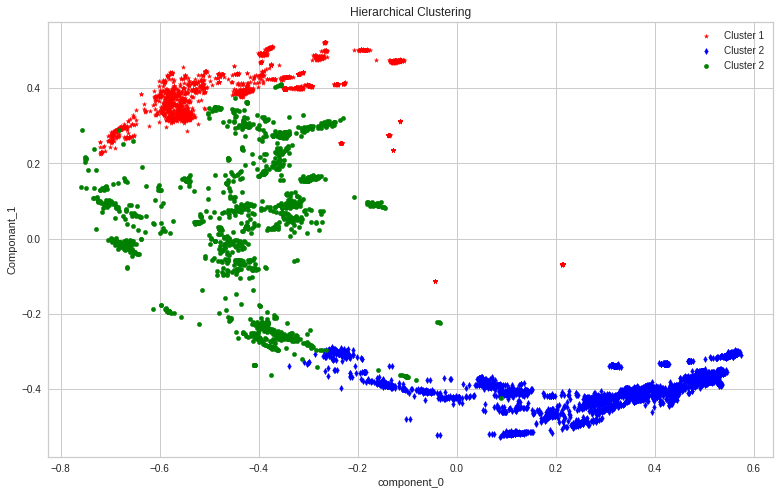 Hierarchical Clustering
Cluster 1
Cluster 2
Cluster 2
0.4
0.2
0.0
−0.2
−0.4
Componant_1
−0.8
−0.6
−0.4
−0.2
0.0
0.2
0.4
0.6
component_0